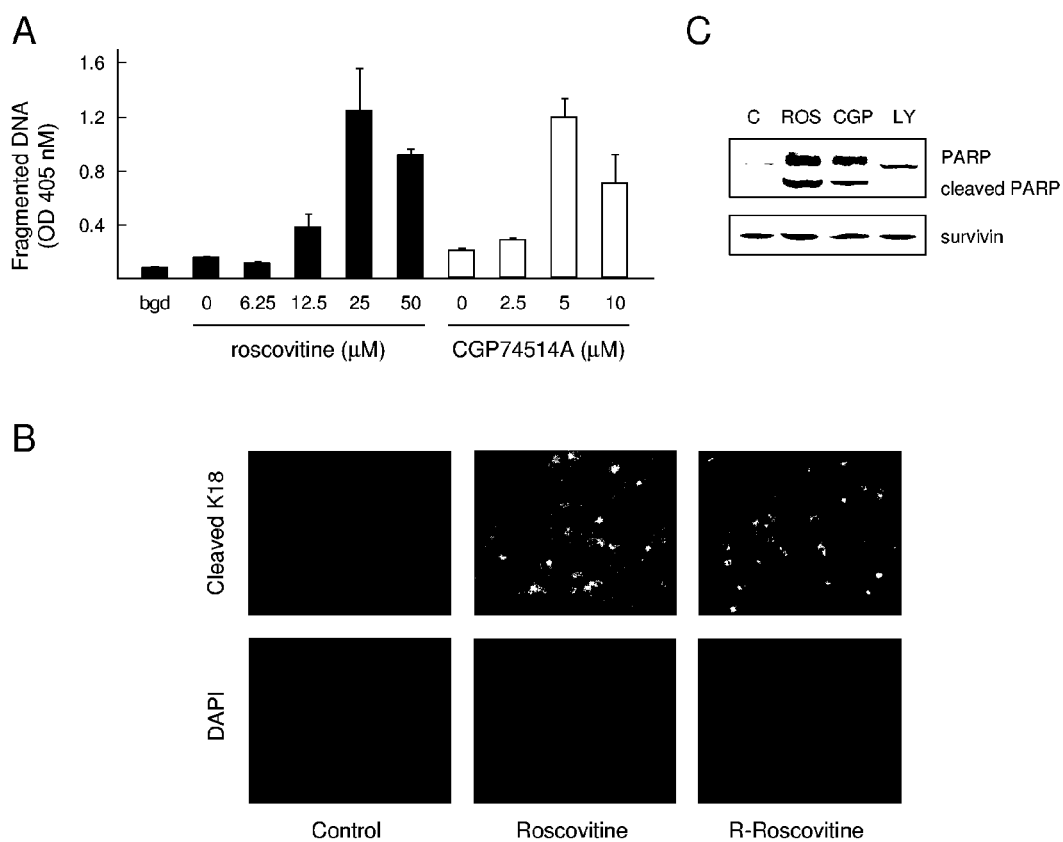 A
Fragmented DNA
(OD 405 nM)
1.6
1.2
0.8
0.4
bgd 0 6.25 12.5 25 50 0 2.5 5 10
roscovitine (μM) CGP74514A (μM)
C
C ROS CGP LY
PARP
cleaved PARP
survivin
B
Cleaved K18
DAPI
Control Roscovitine R-Roscovitine